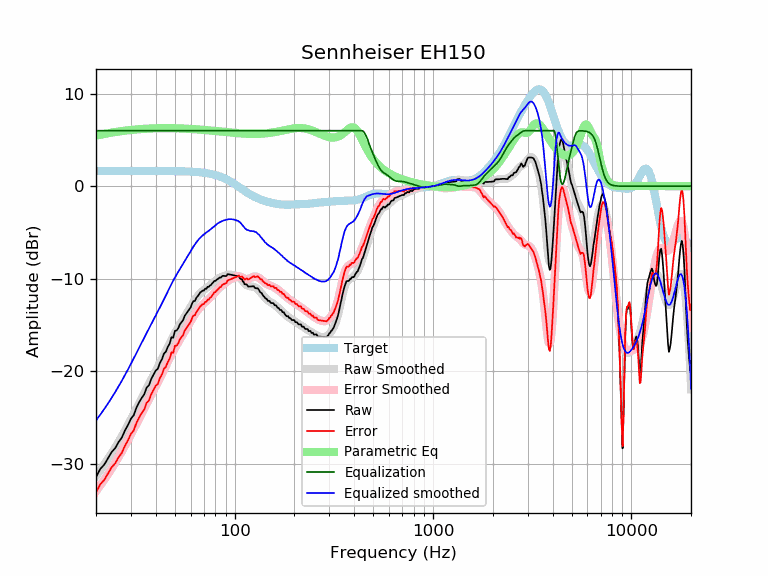 Sennheiser EH150
Amplitude (dBr)
10
0
−10
−20
−30
Target
Raw Smoothed
Error Smoothed
Raw
Error
Parametric Eq
Equalization
Equalized smoothed
100 1000 10000
Frequency (Hz)